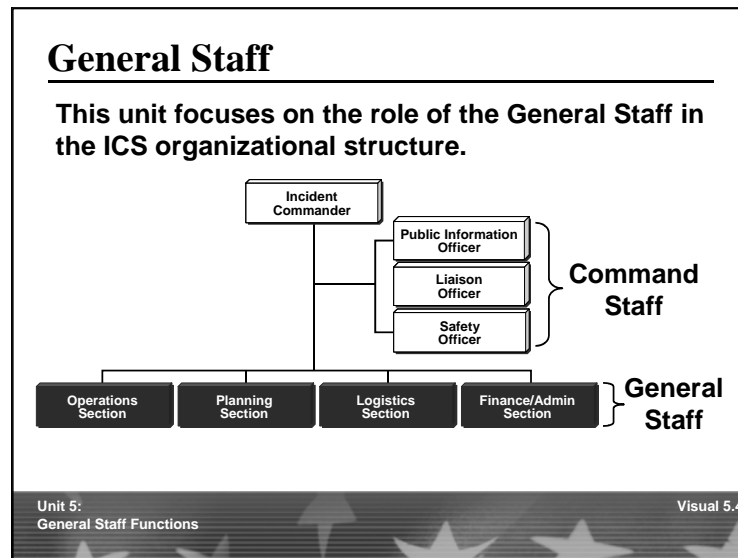 General Staff
This unit focuses on the role of the General Staff in
the ICS organizational structure.
Incident
Commander
Public Information
Officer
Liaison
Officer
Safety
Officer
Command
Staff
Operations
Section
Planning
Section
Logistics
Section
Finance/Admin
Section
General
Staff
Unit 5:
General Staff Functions
Visual 5.4